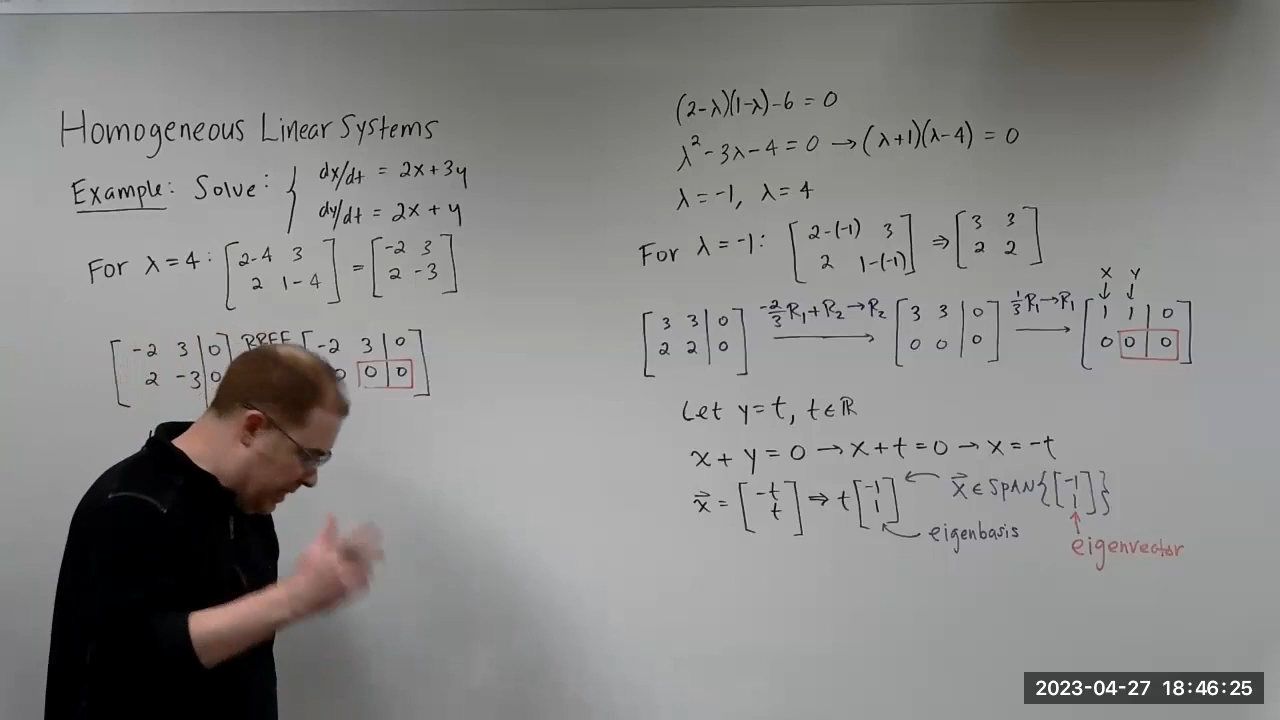 Homogeneous Linear Systems
Example: Solve: { dx/dt = 2x+3y
dy/dt = 2x + y
For λ=4: [2-4 3 = [-2 3
2 1-4] 2 -3]
[-2 3|0] RREF [-2 3|0
2 -3|0 0 0|0]
(2-λ)(1-λ)-6 = 0
λ²-3λ-4 = 0 → (λ+1)(λ-4) = 0
λ = -1, λ = 4
For λ = -1: [2-(-1) 3 ⇒ [3 3
2 1-(-1)] 2 2]
x y
↓ ↓
[3 3|0 -2/3R₁+R₂→R₂ [3 3|0 1/3R₁→R₁ [1 1|0
2 2|0] 0 0|0] 0 0|0]
Let y=t, t∈ℝ
x + y = 0 → x+t = 0 → x = -t
x⃗ = [-t t] ⇒ t[-1 1] ← x⃗ ∈ SPAN{[-1 1]}
eigenbasis
eigenvector
2023-04-27 18:46:25